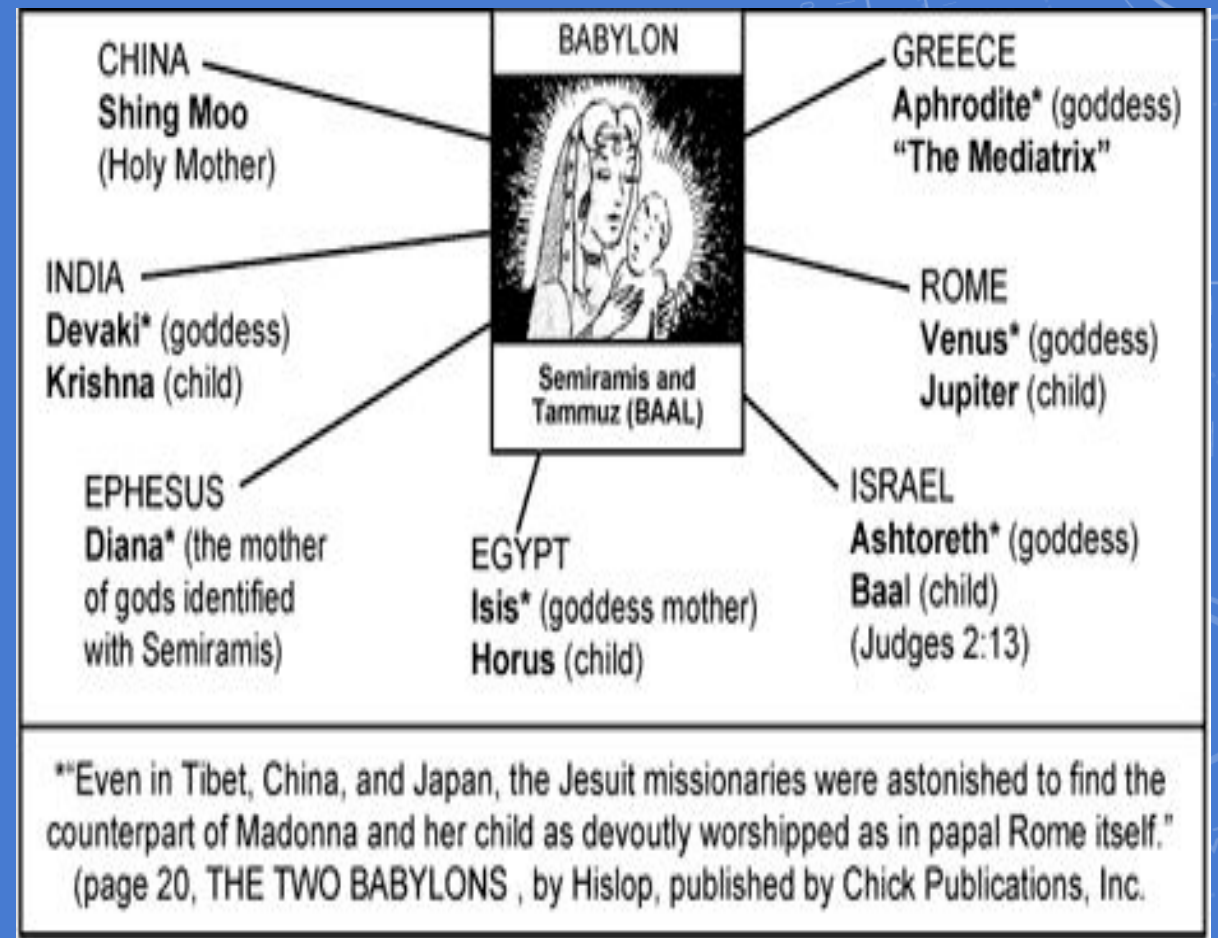 BABYLON
Semiramis and
Tammuz (BAAL)
CHINA
Shing Moo
(Holy Mother)
INDIA
Devaki* (goddess)
Krishna (child)
EPHESUS
Diana* (the mother
of gods identified
with Semiramis)
EGYPT
Isis* (goddess mother)
Horus (child)
GREECE
Aphrodite* (goddess)
“The Mediatrix”
ROME
Venus* (goddess)
Jupiter (child)
ISRAEL
Ashtoreth* (goddess)
Baal (child)
(Judges 2:13)
*“Even in Tibet, China, and Japan, the Jesuit missionaries were astonished to find the
counterpart of Madonna and her child as devoutly worshipped as in papal Rome itself.”
(page 20, THE TWO BABYLONS , by Hislop, published by Chick Publications, Inc.